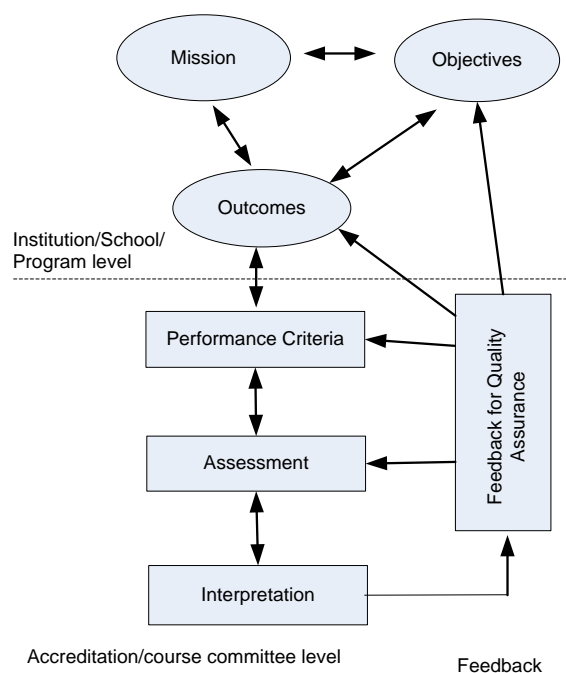 Mission
Objectives
Outcomes
Institution/School/
Program level
Performance Criteria
Feedback for Quality
Assurance
Assessment
Interpretation
Accreditation/course committee level
Feedback